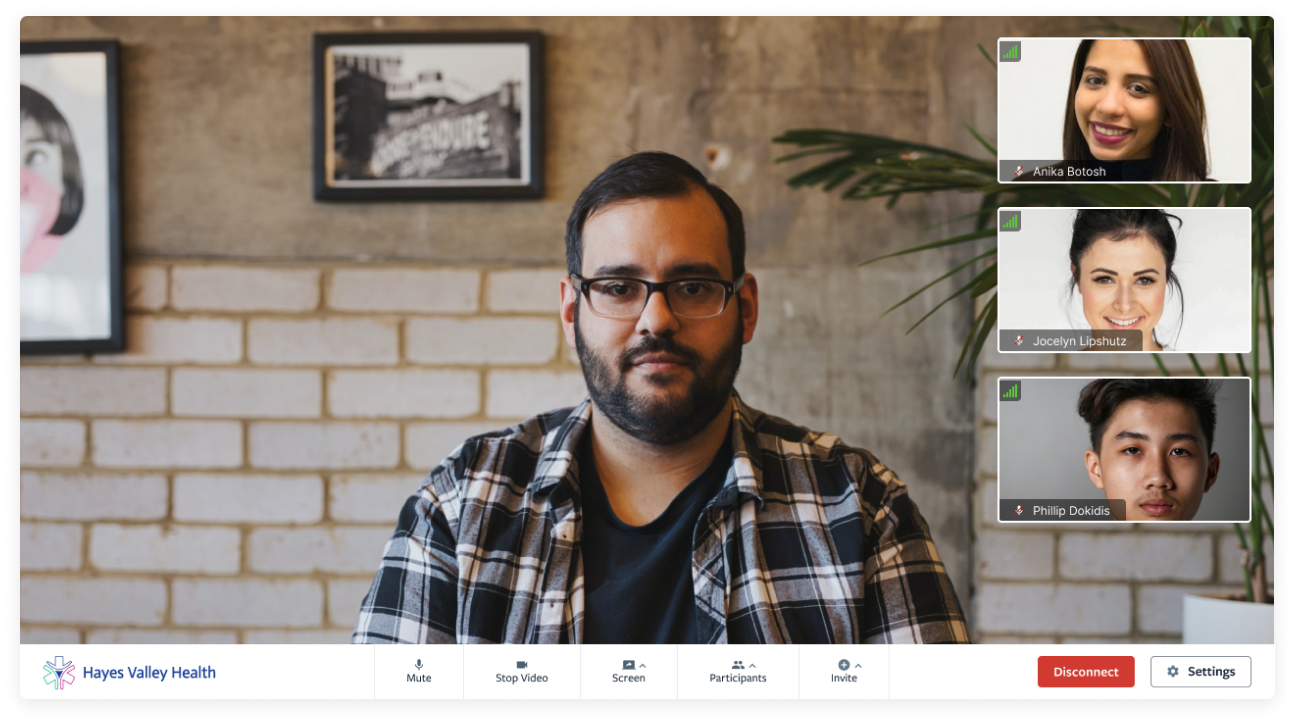 Anika Botosh
Jocelyn Lipshutz
Phillip Dokidis
Hayes Valley Health
Mute
Stop Video
Screen
Participants
Invite
Disconnect
Settings